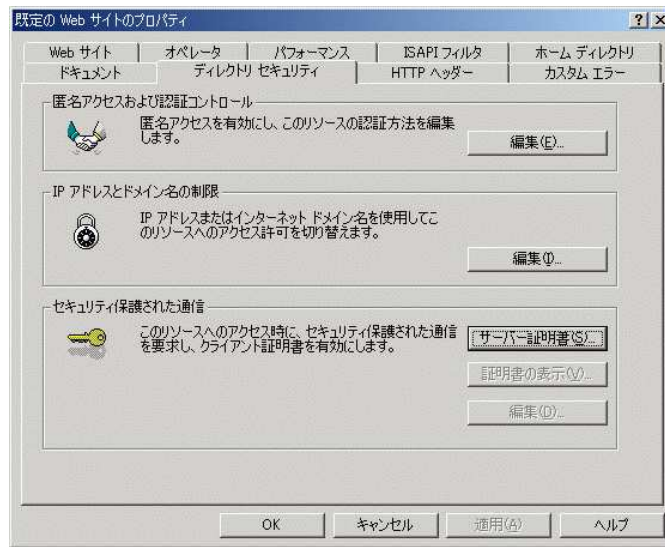 既定の Web サイトのプロパティ
Web サイト オペレータ パフォーマンス ISAPI フィルタ ホーム ディレクトリ
ドキュメント ディレクトリ セキュリティ HTTP ヘッダー カスタム エラー
匿名アクセスおよび認証コントロール
匿名アクセスを有効にし、このリソースの認証方法を編集
します。
編集(E)...
IP アドレスとドメイン名の制限
IP アドレスまたはインターネット ドメイン名を使用してこ
のリソースへのアクセス許可を切り替えます。
編集(I)...
セキュリティ保護された通信
このリソースへのアクセス時に、セキュリティ保護された通信
を要求し、クライアント証明書を有効にします。
サーバー証明書(S)...
証明書の表示(V)...
編集(D)...
OK キャンセル 適用(A) ヘルプ